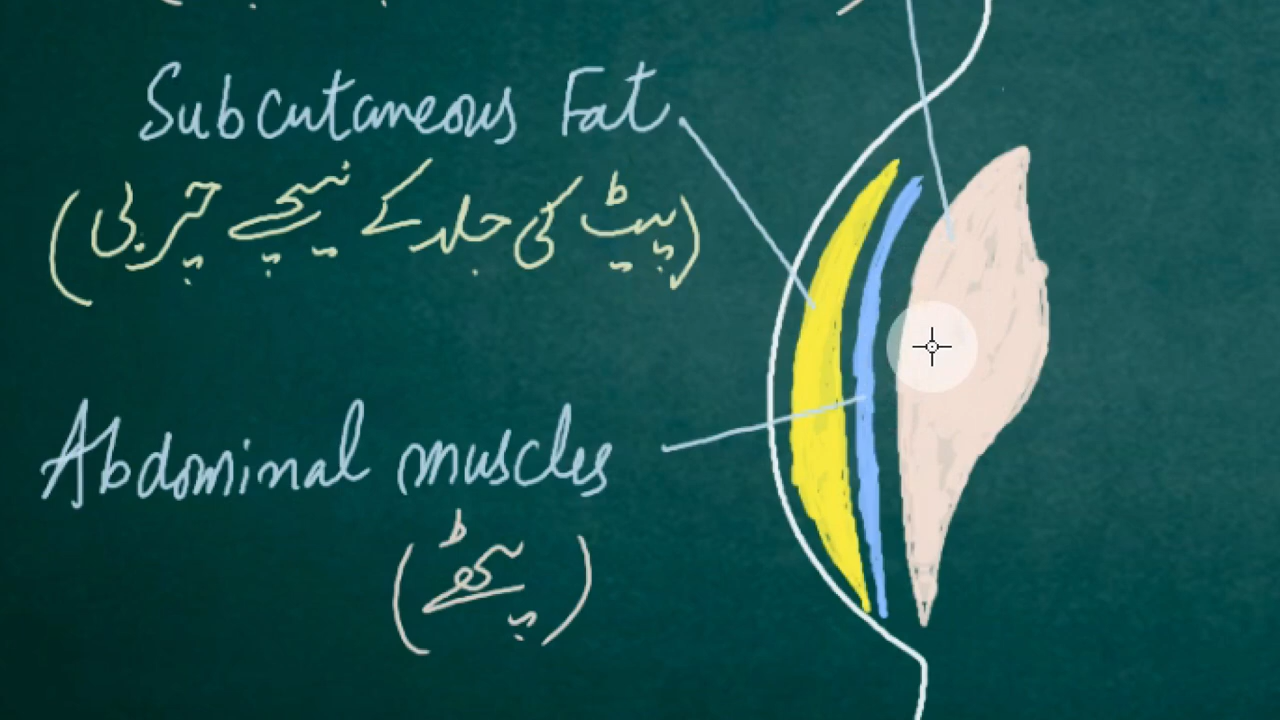 Subcutaneous Fat
(پیٹ کی جلد کے نیچے چربی)
Abdominal muscles
(پٹھے)